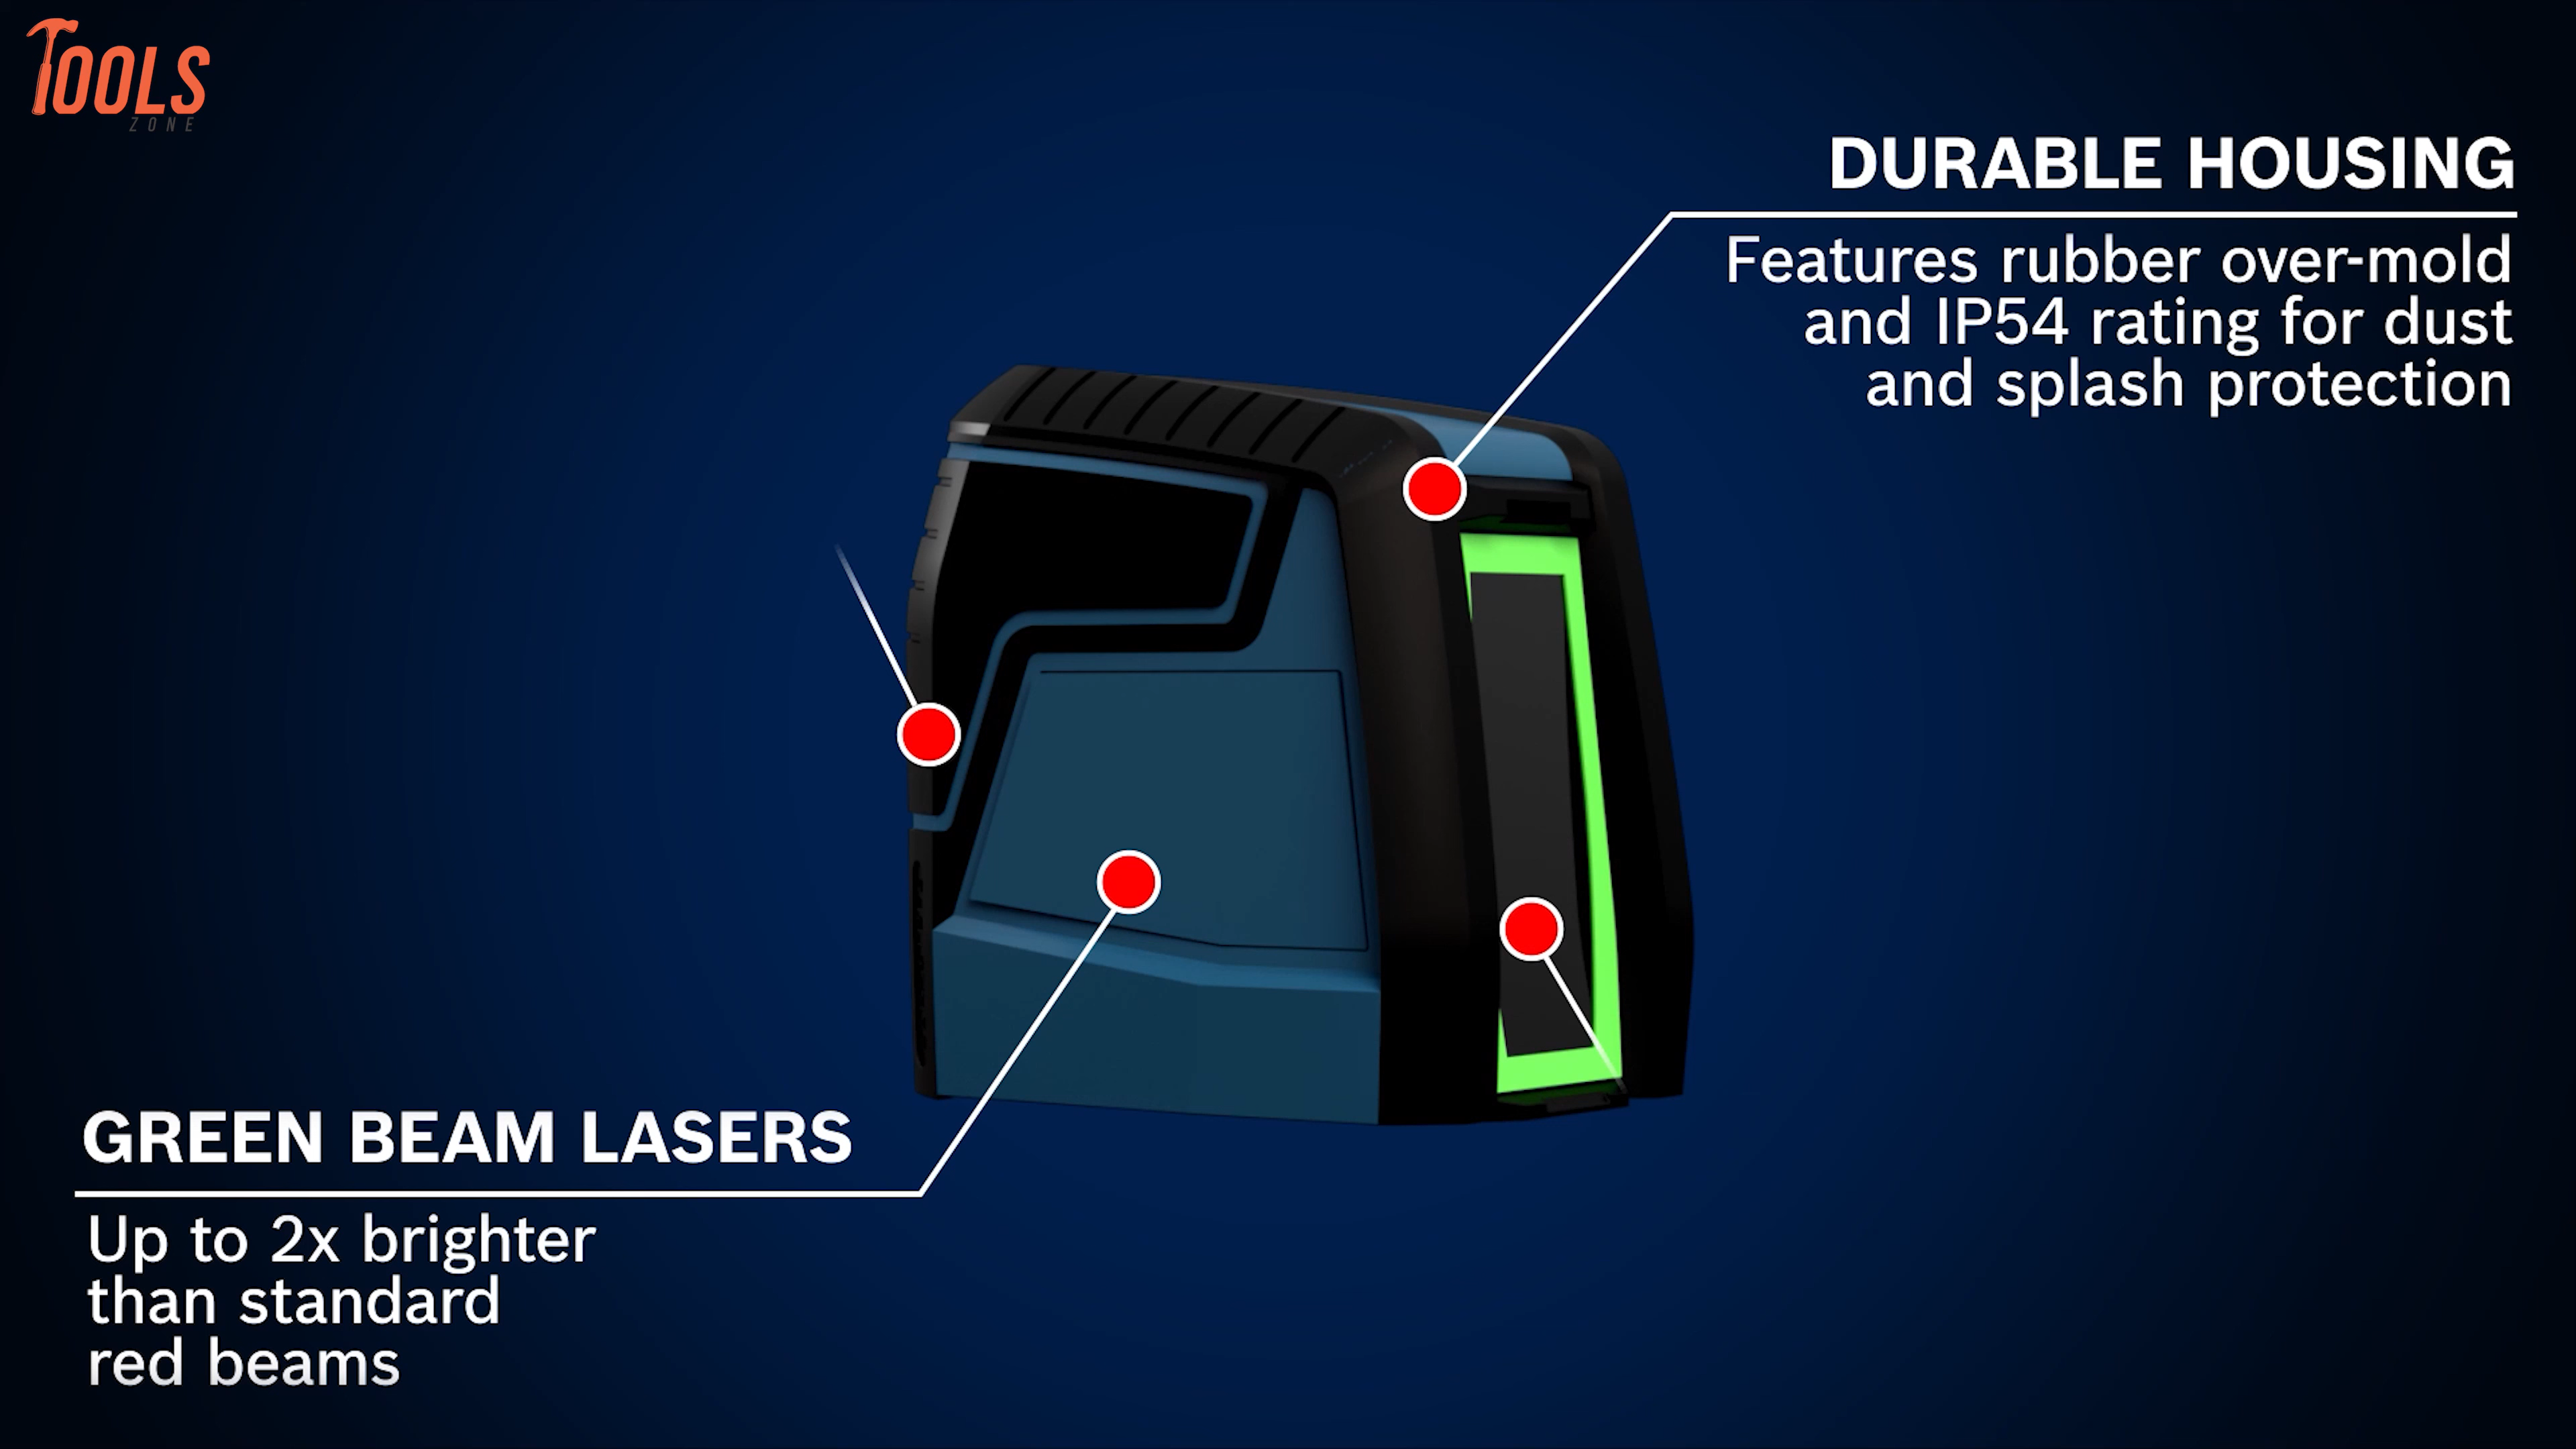 TOOLS
ZONE
DURABLE HOUSING
Features rubber over-mold
and IP54 rating for dust
and splash protection
GREEN BEAM LASERS
Up to 2x brighter
than standard
red beams